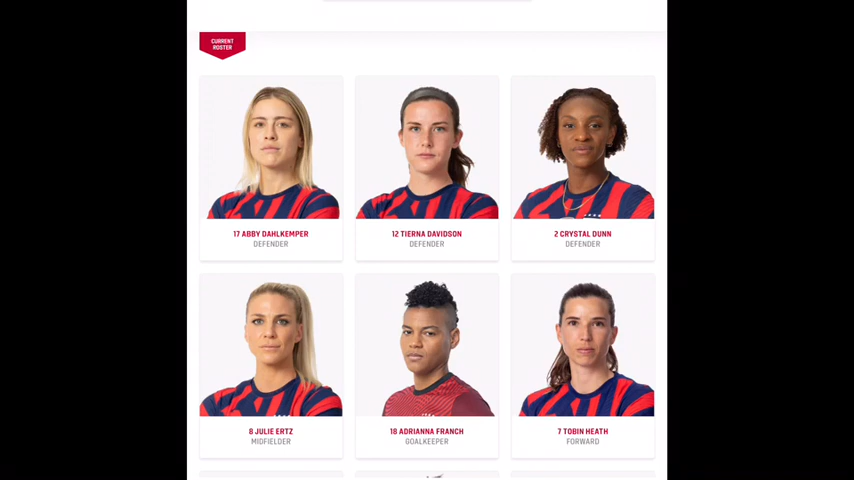 CURRENT
ROSTER
17 ABBY DAHLKEMPER
DEFENDER
12 TIERNA DAVIDSON
DEFENDER
2 CRYSTAL DUNN
DEFENDER
8 JULIE ERTZ
MIDFIELDER
18 ADRIANNA FRANCH
GOALKEEPER
7 TOBIN HEATH
FORWARD